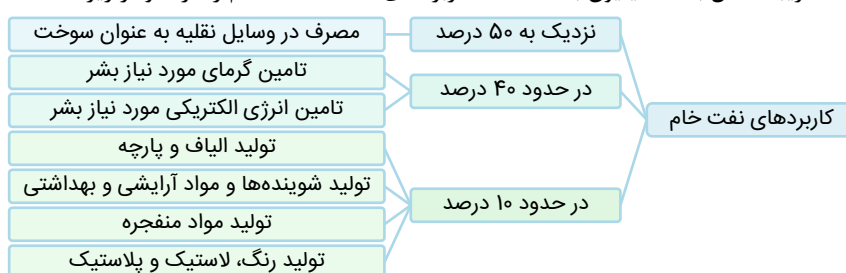 کاربردهای نفت خام
نزدیک به ۵۰ درصد
مصرف در وسایل نقلیه به عنوان سوخت
در حدود ۴۰ درصد
تامین گرمای مورد نیاز بشر
تامین انرژی الکتریکی مورد نیاز بشر
در حدود ۱۰ درصد
تولید الیاف و پارچه
تولید شوینده‌ها و مواد آرایشی و بهداشتی
تولید مواد منفجره
تولید رنگ، لاستیک و پلاستیک